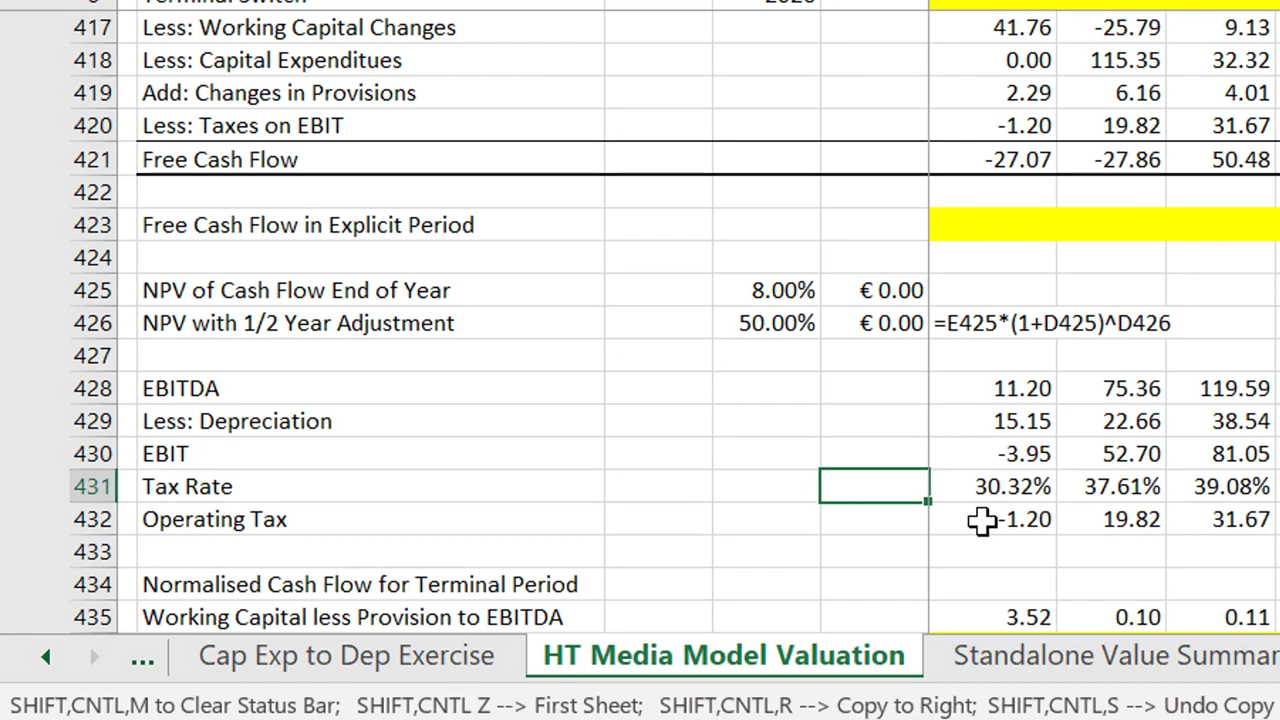 417 Less: Working Capital Changes 41.76 -25.79 9.13
418 Less: Capital Expenditues 0.00 115.35 32.32
419 Add: Changes in Provisions 2.29 6.16 4.01
420 Less: Taxes on EBIT -1.20 19.82 31.67
421 Free Cash Flow -27.07 -27.86 50.48
422
423 Free Cash Flow in Explicit Period
424
425 NPV of Cash Flow End of Year 8.00% € 0.00
426 NPV with 1/2 Year Adjustment 50.00% € 0.00 =E425*(1+D425)^D426
427
428 EBITDA 11.20 75.36 119.59
429 Less: Depreciation 15.15 22.66 38.54
430 EBIT -3.95 52.70 81.05
431 Tax Rate 30.32% 37.61% 39.08%
432 Operating Tax -1.20 19.82 31.67
433
434 Normalised Cash Flow for Terminal Period
435 Working Capital less Provision to EBITDA 3.52 0.10 0.11
... Cap Exp to Dep Exercise HT Media Model Valuation Standalone Value Summar
SHIFT,CNTL,M to Clear Status Bar; SHIFT,CNTL Z --> First Sheet; SHIFT,CNTL,R --> Copy to Right; SHIFT,CNTL,S --> Undo Copy